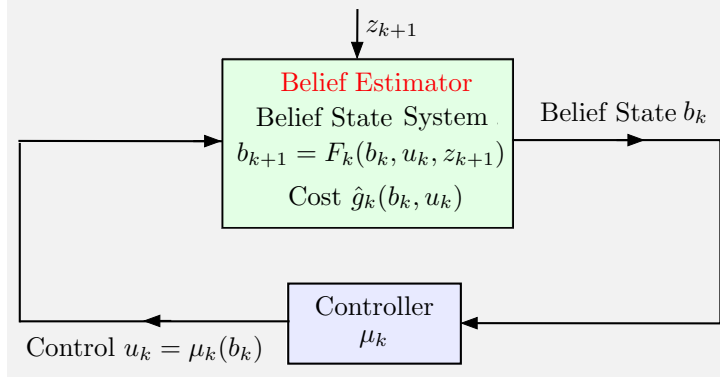 z_{k+1}
Belief Estimator
Belief State System
b_{k+1} = F_k(b_k, u_k, z_{k+1})
Cost ĝ_k(b_k, u_k)
Belief State b_k
Controller
μ_k
Control u_k = μ_k(b_k)